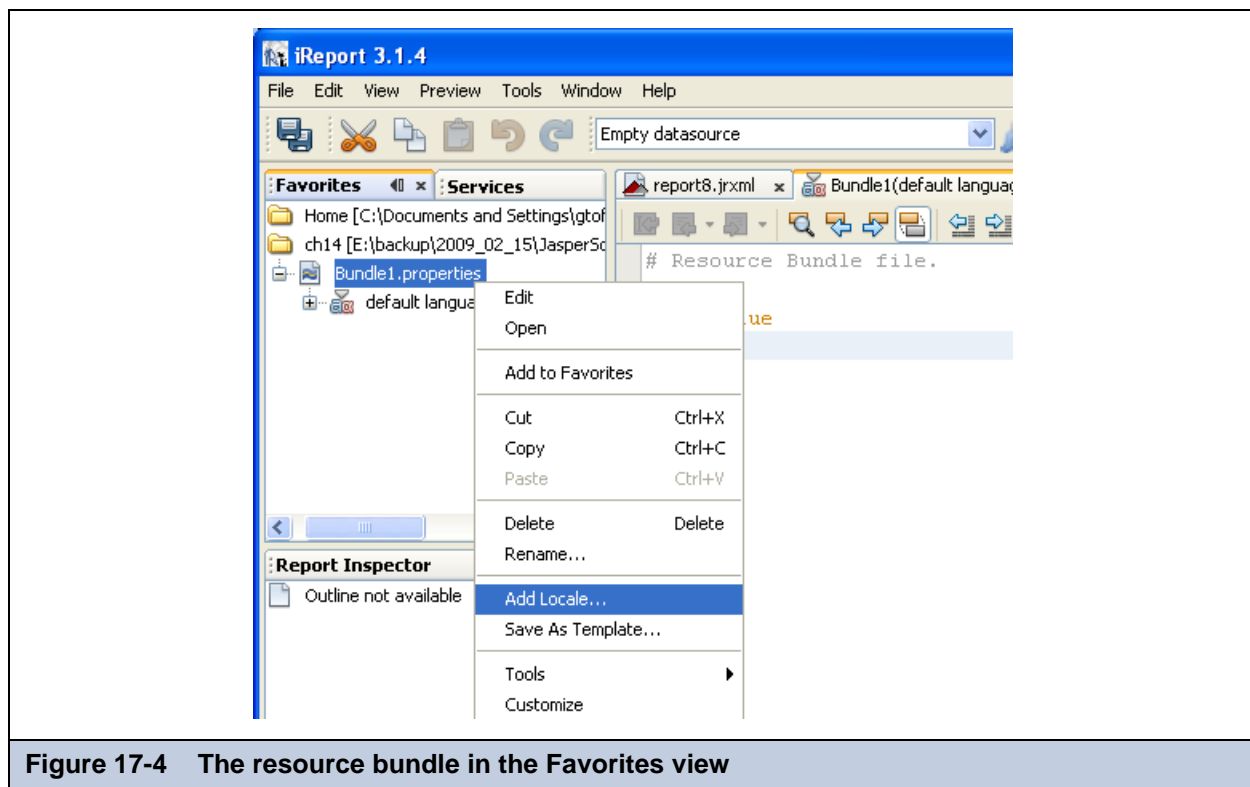 iReport 3.1.4
File Edit View Preview Tools Window Help
Empty datasource
Favorites Services
report8.jrxml Bundle1(default languag
Home [C:\Documents and Settings\gtof
ch14 [E:\backup\2009_02_15\JasperSo
Bundle1.properties
default langua
# Resource Bundle file.
ue
Edit
Open
Add to Favorites
Cut Ctrl+X
Copy Ctrl+C
Paste Ctrl+V
Delete Delete
Rename...
Add Locale...
Save As Template...
Tools
Customize
Report Inspector
Outline not available
Figure 17-4 The resource bundle in the Favorites view